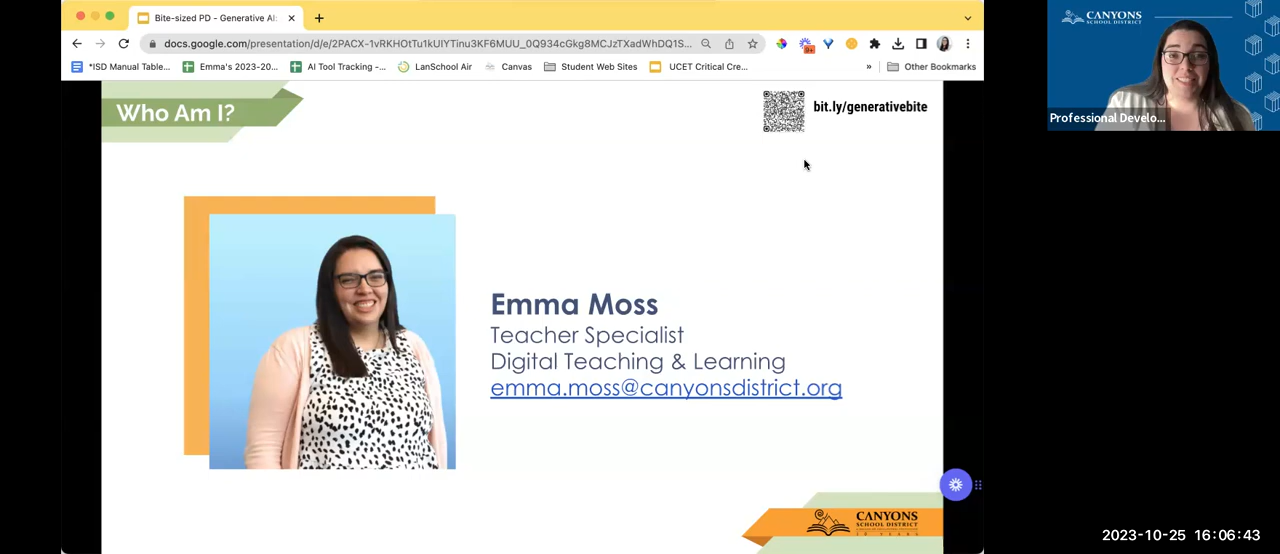 Bite-sized PD - Generative AI:
docs.google.com/presentation/d/e/2PACX-1vRKHOtTu1kUIYTinu3KF6MUU_0Q934cGkg8MCJzTXadWhDQ1S...
9+
*ISD Manual Table...
Emma's 2023-20...
AI Tool Tracking -...
LanSchool Air
Canvas
Student Web Sites
UCET Critical Cre...
»
Other Bookmarks
Who Am I?
bit.ly/generativebite
Emma Moss
Teacher Specialist
Digital Teaching & Learning
emma.moss@canyonsdistrict.org
CANYONS
SCHOOL DISTRICT
CANYONS
Professional Develo...
2023-10-25 16:06:43